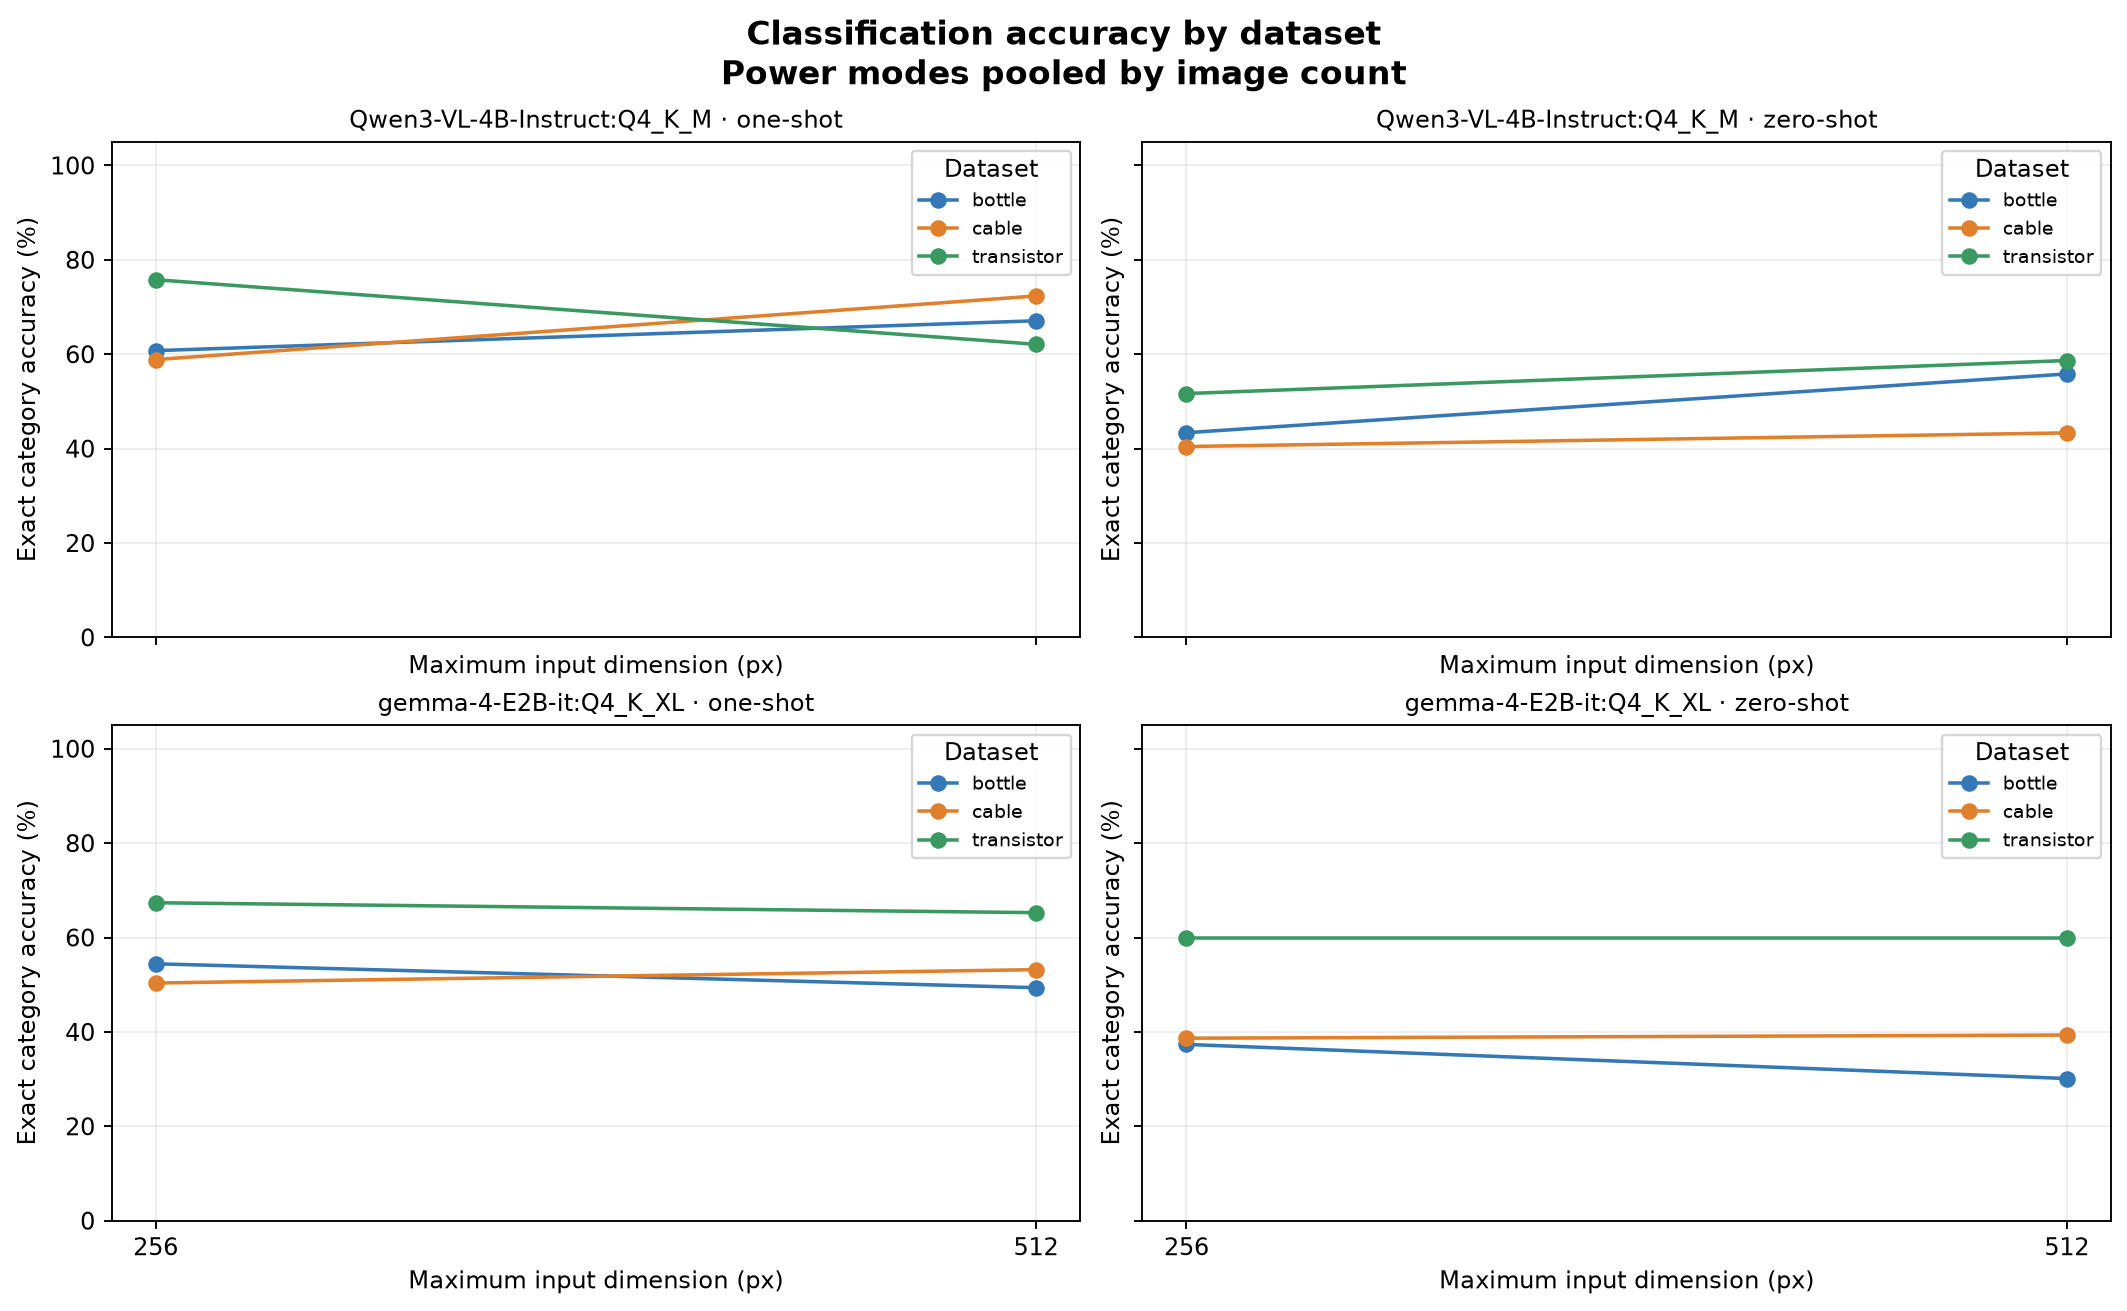 Classification accuracy by dataset
Power modes pooled by image count
Qwen3-VL-4B-Instruct:Q4_K_M · one-shot
Exact category accuracy (%)
100
80
60
40
20
0
Dataset
bottle
cable
transistor
Maximum input dimension (px)
Qwen3-VL-4B-Instruct:Q4_K_M · zero-shot
Exact category accuracy (%)
Dataset
bottle
cable
transistor
Maximum input dimension (px)
gemma-4-E2B-it:Q4_K_XL · one-shot
Exact category accuracy (%)
100
80
60
40
20
0
Dataset
bottle
cable
transistor
256
512
Maximum input dimension (px)
gemma-4-E2B-it:Q4_K_XL · zero-shot
Exact category accuracy (%)
Dataset
bottle
cable
transistor
256
512
Maximum input dimension (px)